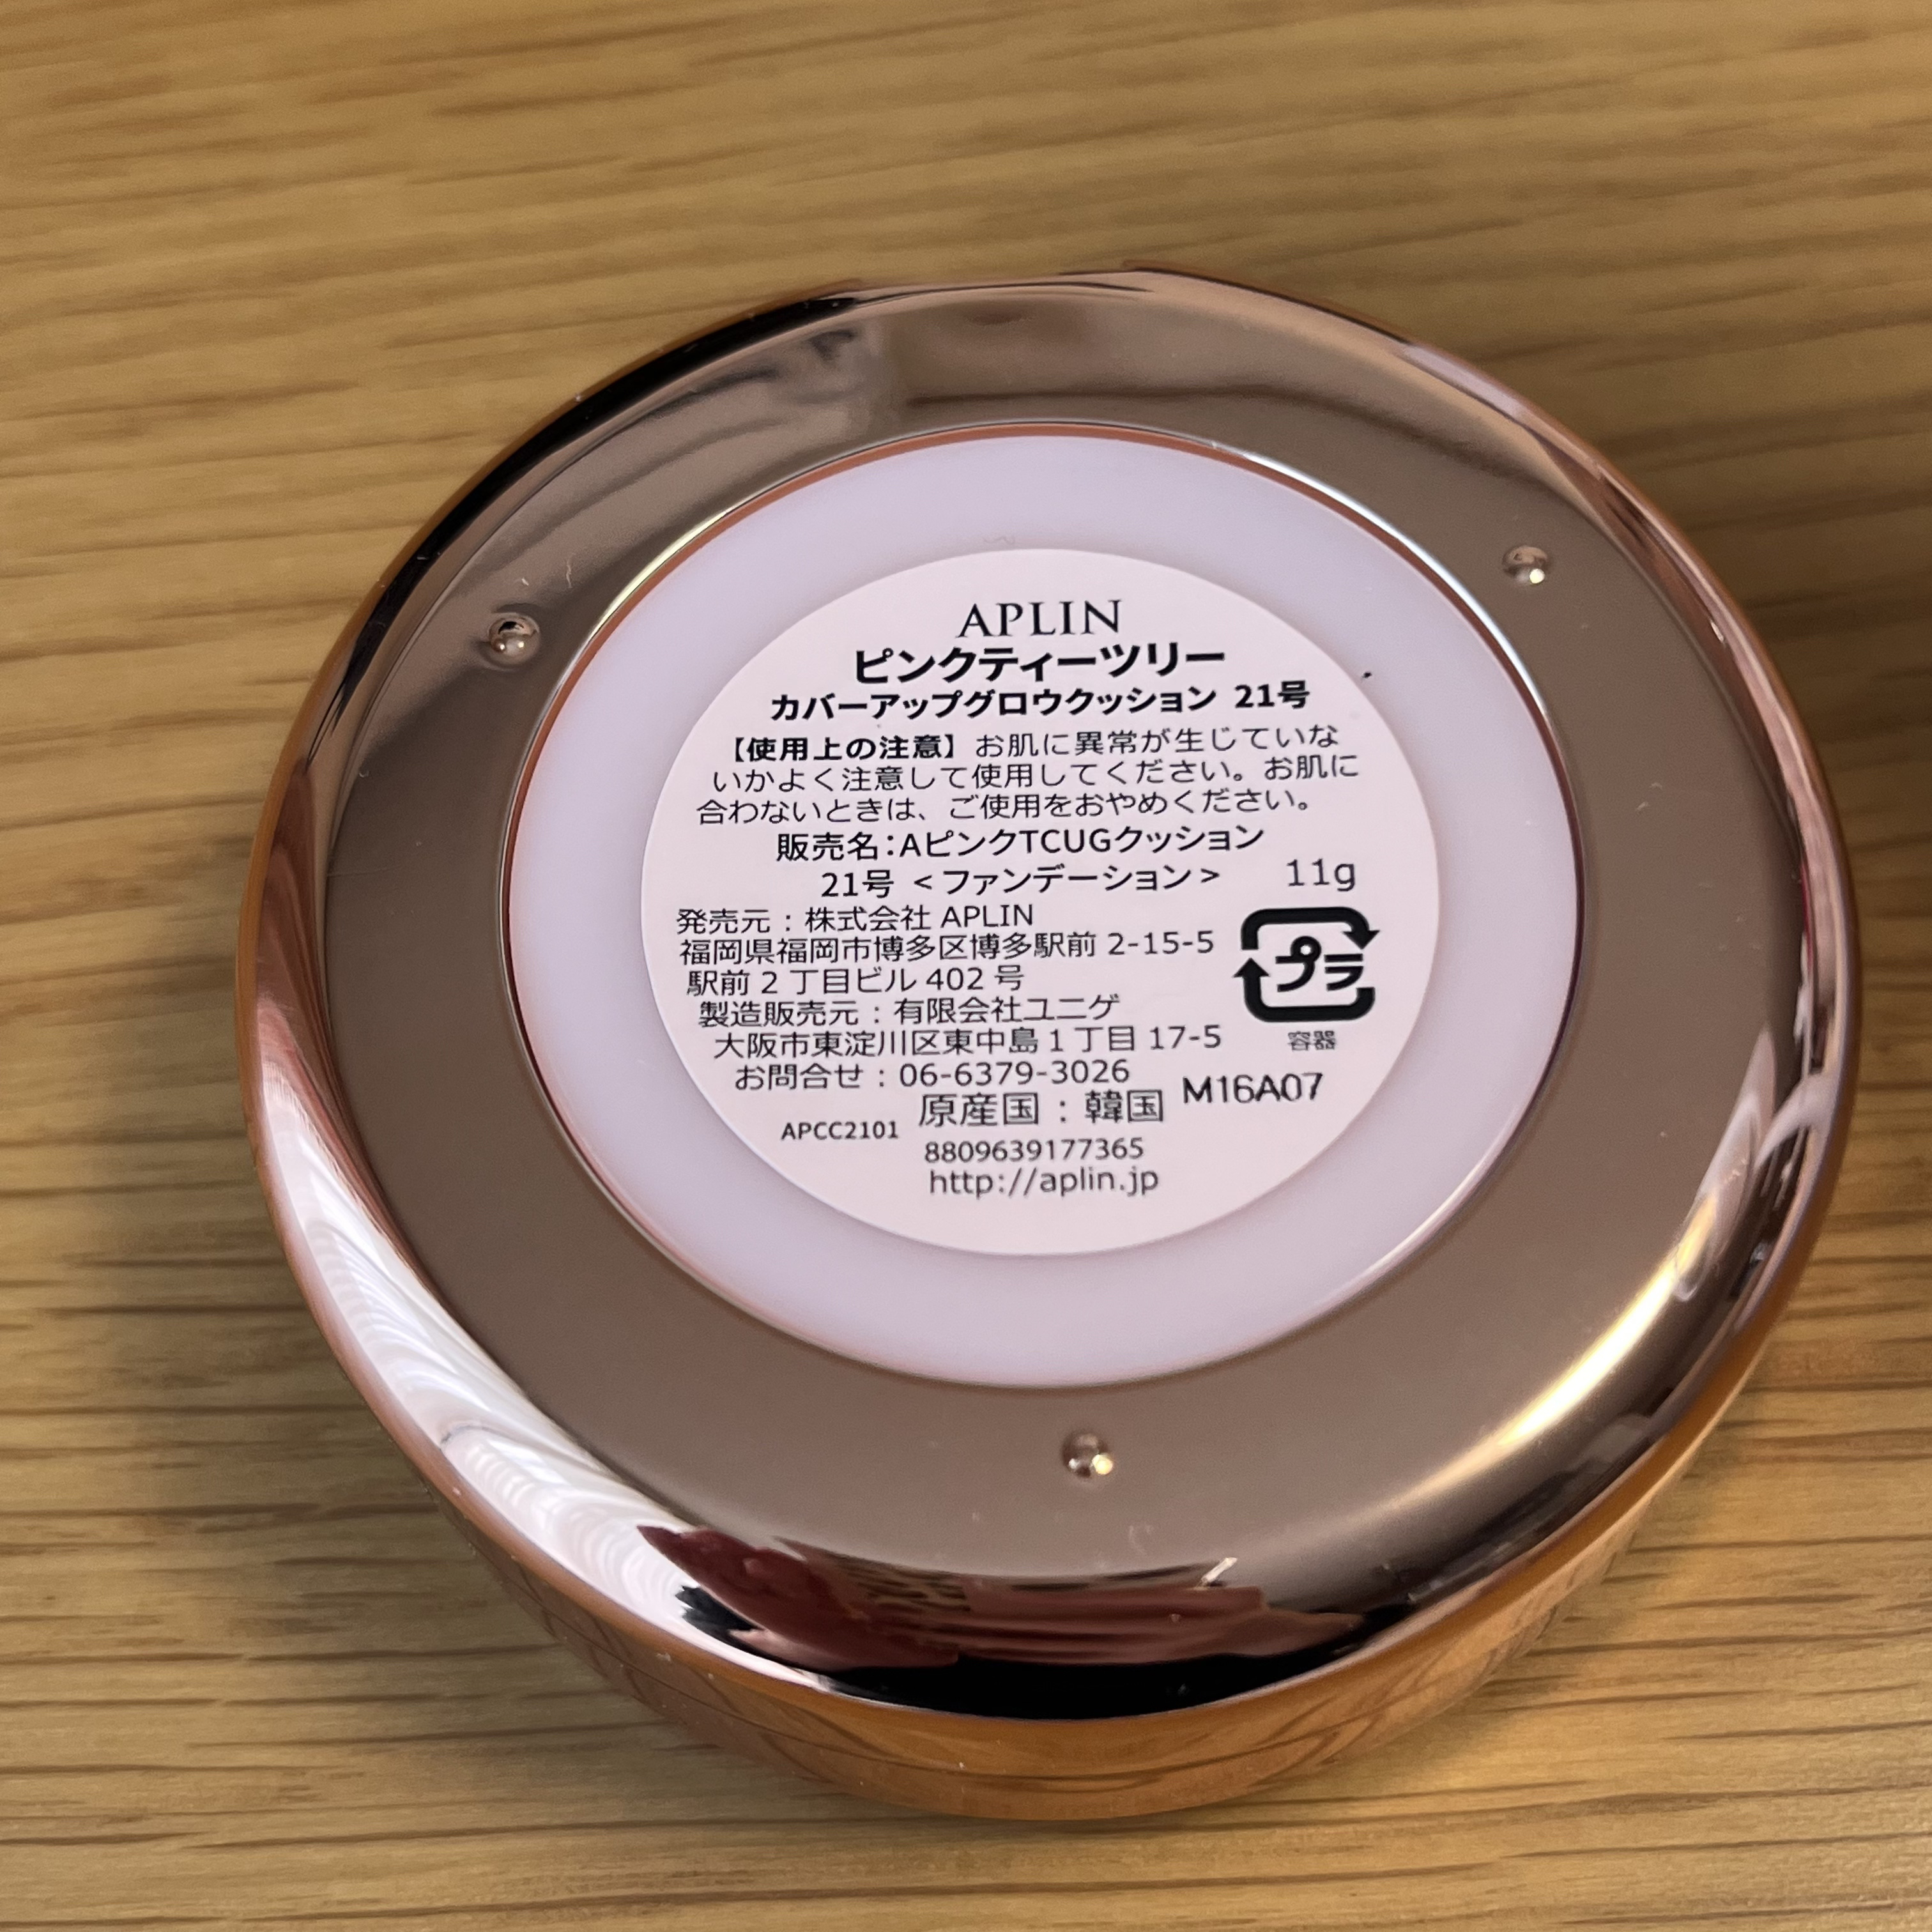 APLIN
ピンクティーツリー
カバーアップグロウクッション 21号
【使用上の注意】お肌に異常が生じていな
いかよく注意して使用してください。お肌に
合わないときは、ご使用をおやめください。
販売名：AピンクTCUGクッション
21号 <ファンデーション> 11g
発売元：株式会社 APLIN
福岡県福岡市博多区博多駅前 2-15-5
駅前 2 丁目ビル 402 号
プラ
製造販売元：有限会社ユニゲ
大阪市東淀川区東中島 1 丁目 17-5
容器
お問合せ：06-6379-3026
M16A07
原産国：韓国
APCC2101
8809639177365
http://aplin.jp